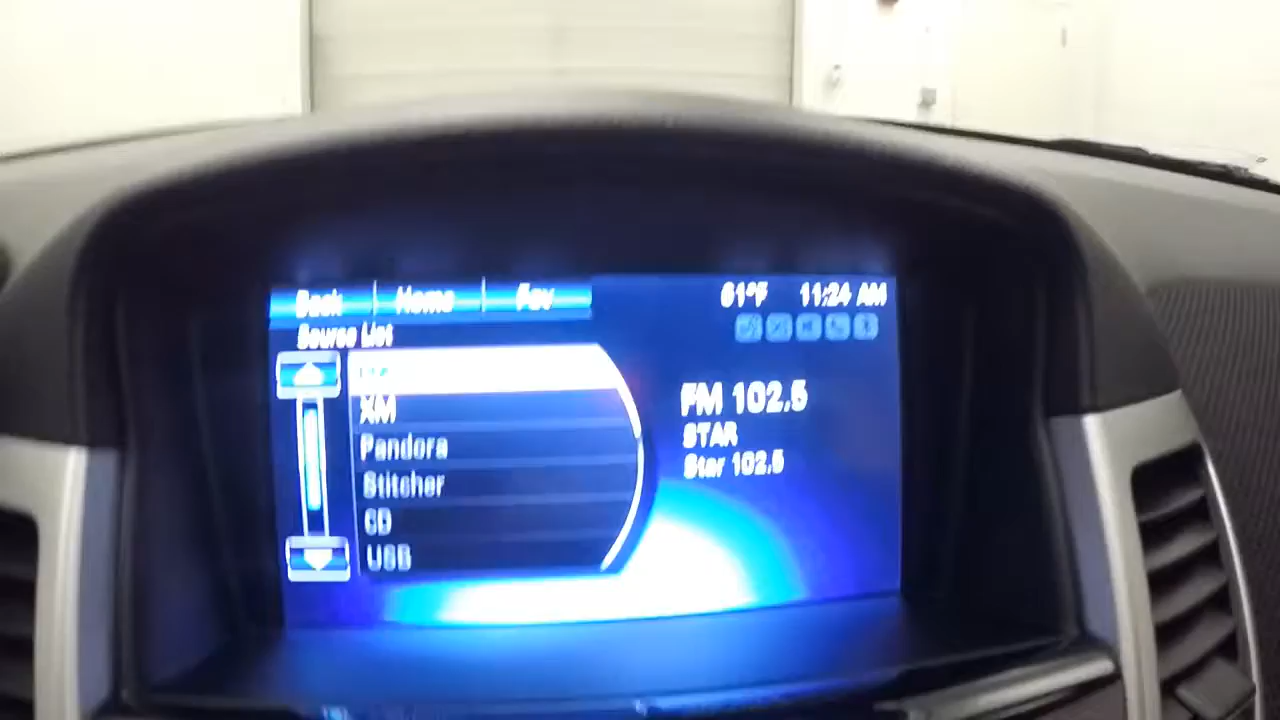 Back Home Fav
61°F 11:24 AM
Source List
XM
Pandora
Stitcher
CD
USB
FM 102.5
STAR
Star 102.5